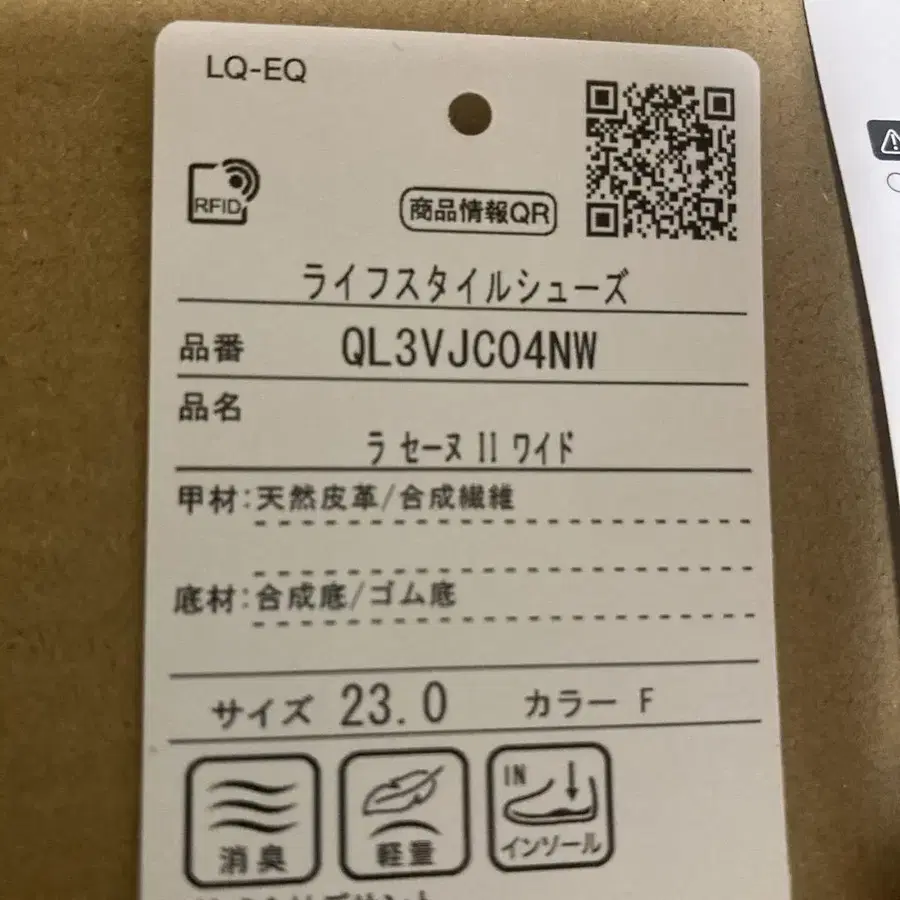 LQ-EQ
RFID
商品情報QR
ライフスタイルシューズ
品番 QL3VJC04NW
品名
ラ セーヌ II ワイド
甲材:天然皮革/合成繊維
底材:合成底/ゴム底
サイズ 23.0 カラー F
消臭
軽量
IN
インソール